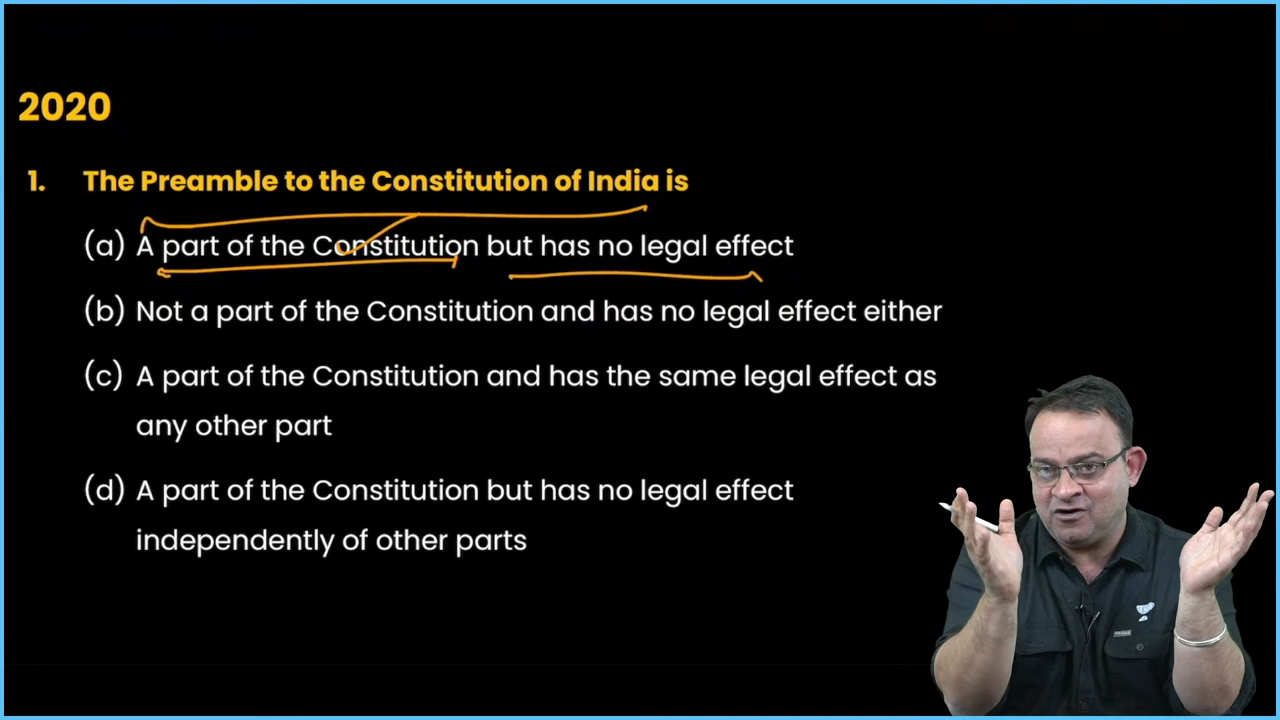 2020
1. The Preamble to the Constitution of India is
(a) A part of the Constitution but has no legal effect
(b) Not a part of the Constitution and has no legal effect either
(c) A part of the Constitution and has the same legal effect as
any other part
(d) A part of the Constitution but has no legal effect
independently of other parts